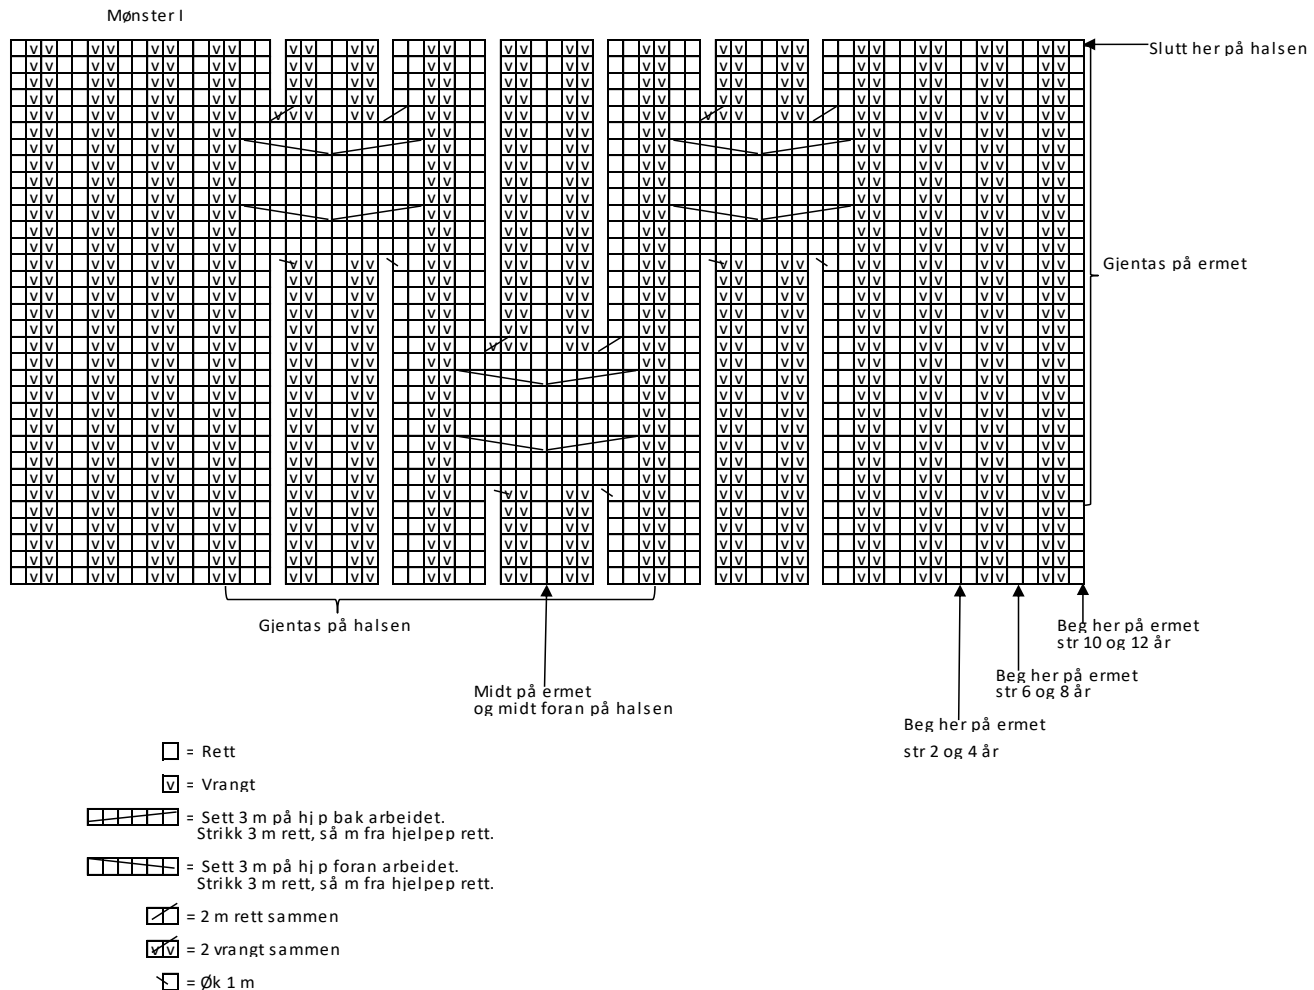 Mønster I
Slutt her på halsen
Gjentas på ermet
Gjentas på halsen
Beg her på ermet
str 10 og 12 år
Beg her på ermet
str 6 og 8 år
Midt på ermet
og midt foran på halsen
Beg her på ermet
str 2 og 4 år
= Rett
v = Vrangt
= Sett 3 m på hj p bak arbeidet.
Strikk 3 m rett, så m fra hjelpep rett.
= Sett 3 m på hj p foran arbeidet.
Strikk 3 m rett, så m fra hjelpep rett.
= 2 m rett sammen
v v = 2 vrangt sammen
= Øk 1 m